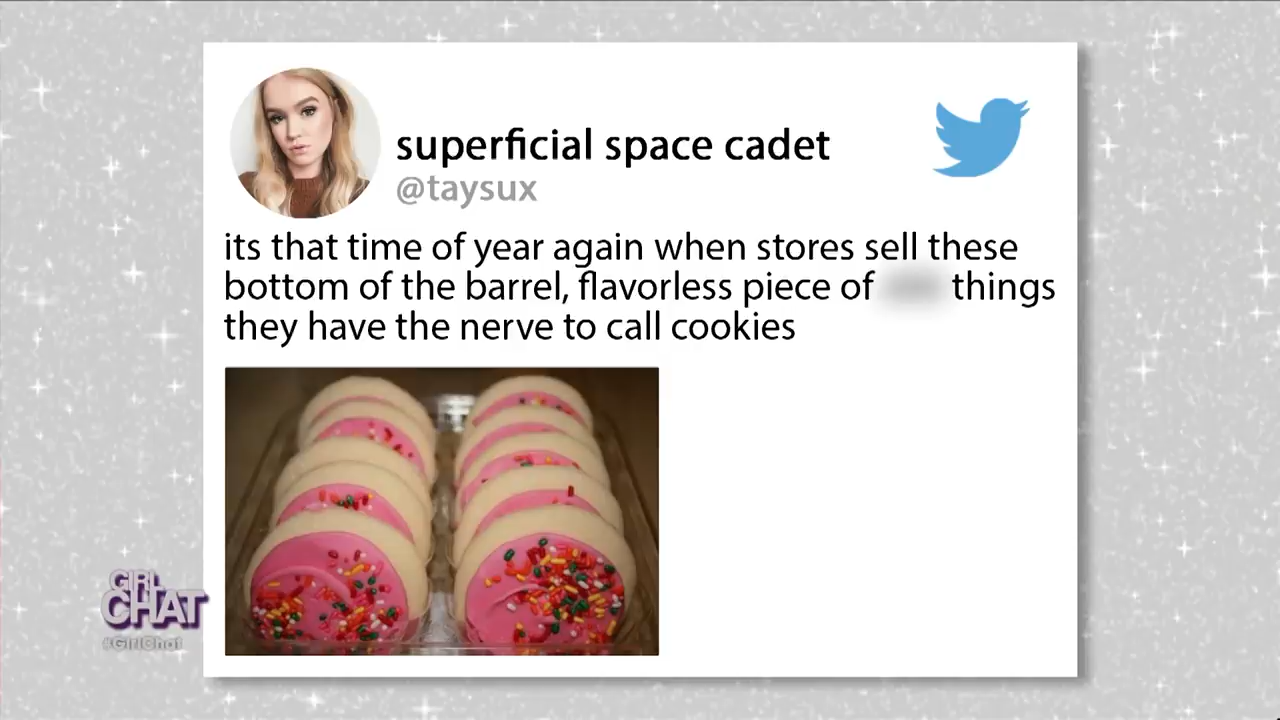 superficial space cadet
@taysux
its that time of year again when stores sell these
bottom of the barrel, flavorless piece of things
they have the nerve to call cookies
GIRL
CHAT
#GirlChat